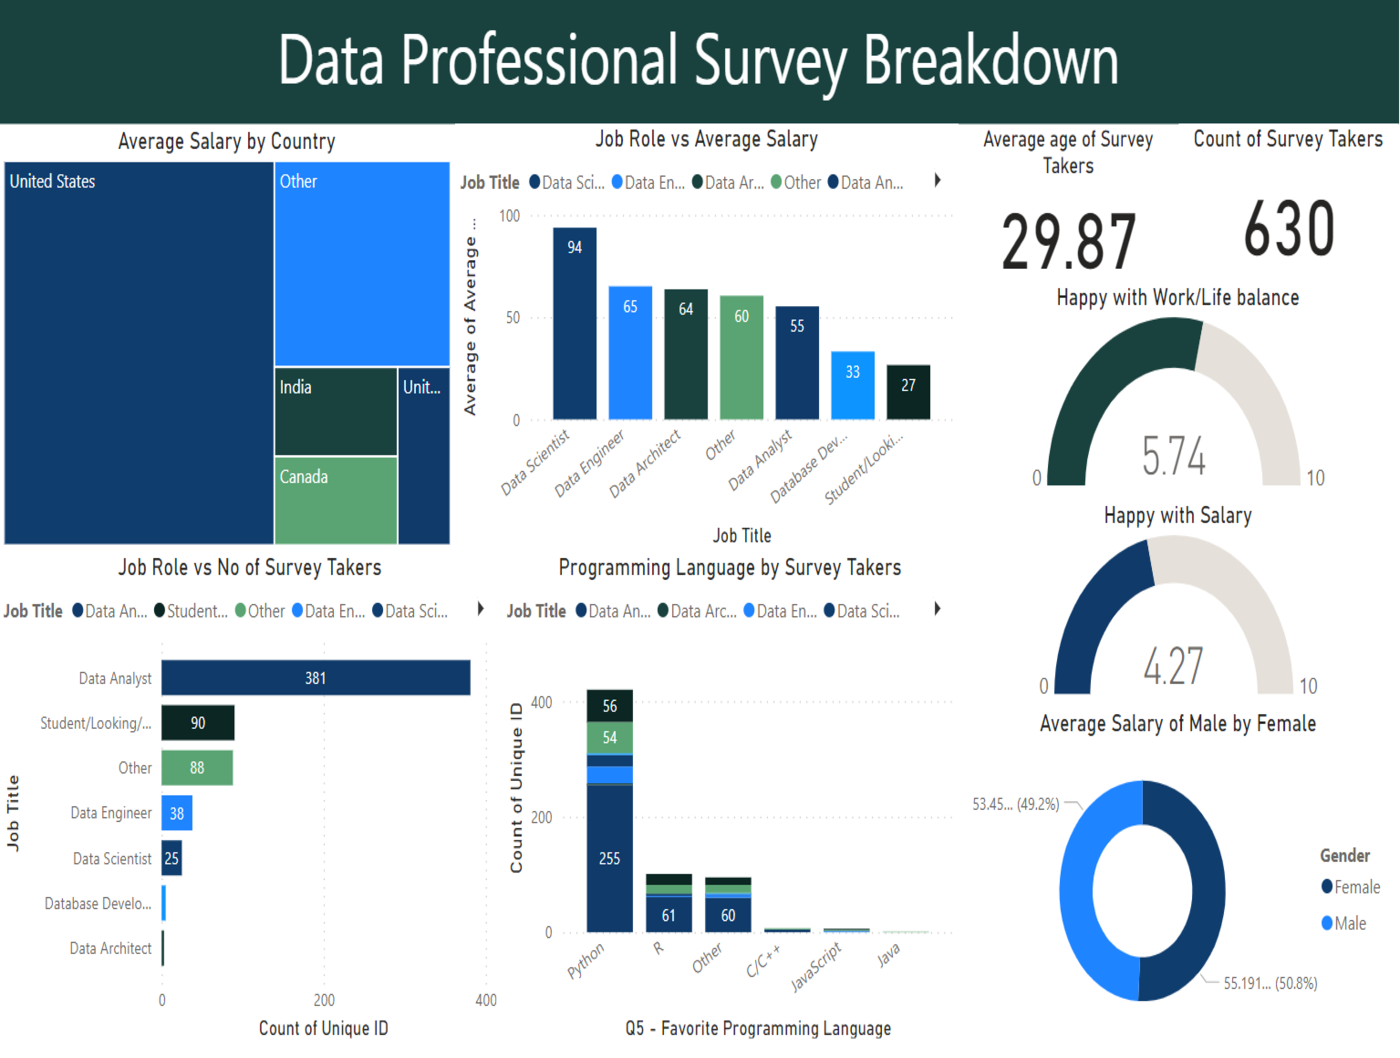 Data Professional Survey Breakdown
Average Salary by Country
United States
Other
India
Unit...
Canada
Job Role vs Average Salary
Job Title Data Sci... Data En... Data Ar... Other Data An...
Average of Average ...
100
50
0
94
65
64
60
55
33
27
Data Scientist
Data Engineer
Data Architect
Other
Data Analyst
Database Dev...
Student/Looki...
Job Title
Average age of Survey
Takers
29.87
Count of Survey Takers
630
Happy with Work/Life balance
5.74
0
10
Happy with Salary
4.27
0
10
Job Role vs No of Survey Takers
Job Title Data An... Student... Other Data En... Data Sci...
Job Title
Data Analyst 381
Student/Looking/... 90
Other 88
Data Engineer 38
Data Scientist 25
Database Develo...
Data Architect
0 200 400
Count of Unique ID
Programming Language by Survey Takers
Job Title Data An... Data Arc... Data En... Data Sci...
Count of Unique ID
400
200
0
56
54
255
61
60
Python
R
Other
C/C++
JavaScript
Java
Q5 - Favorite Programming Language
Average Salary of Male by Female
53.45... (49.2%)
55.191... (50.8%)
Gender
Female
Male